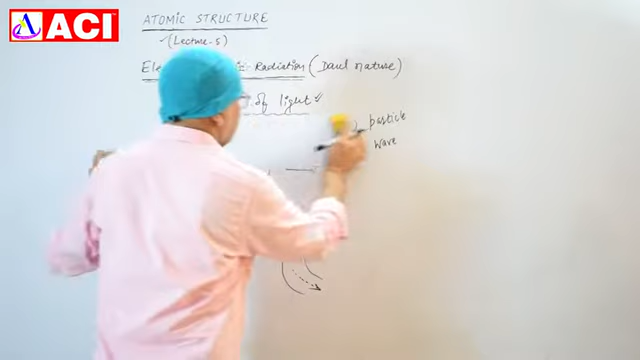 ACI
ATOMIC STRUCTURE
(Lecture-5)
Radiation (Daul nature)
of light
particle
wave